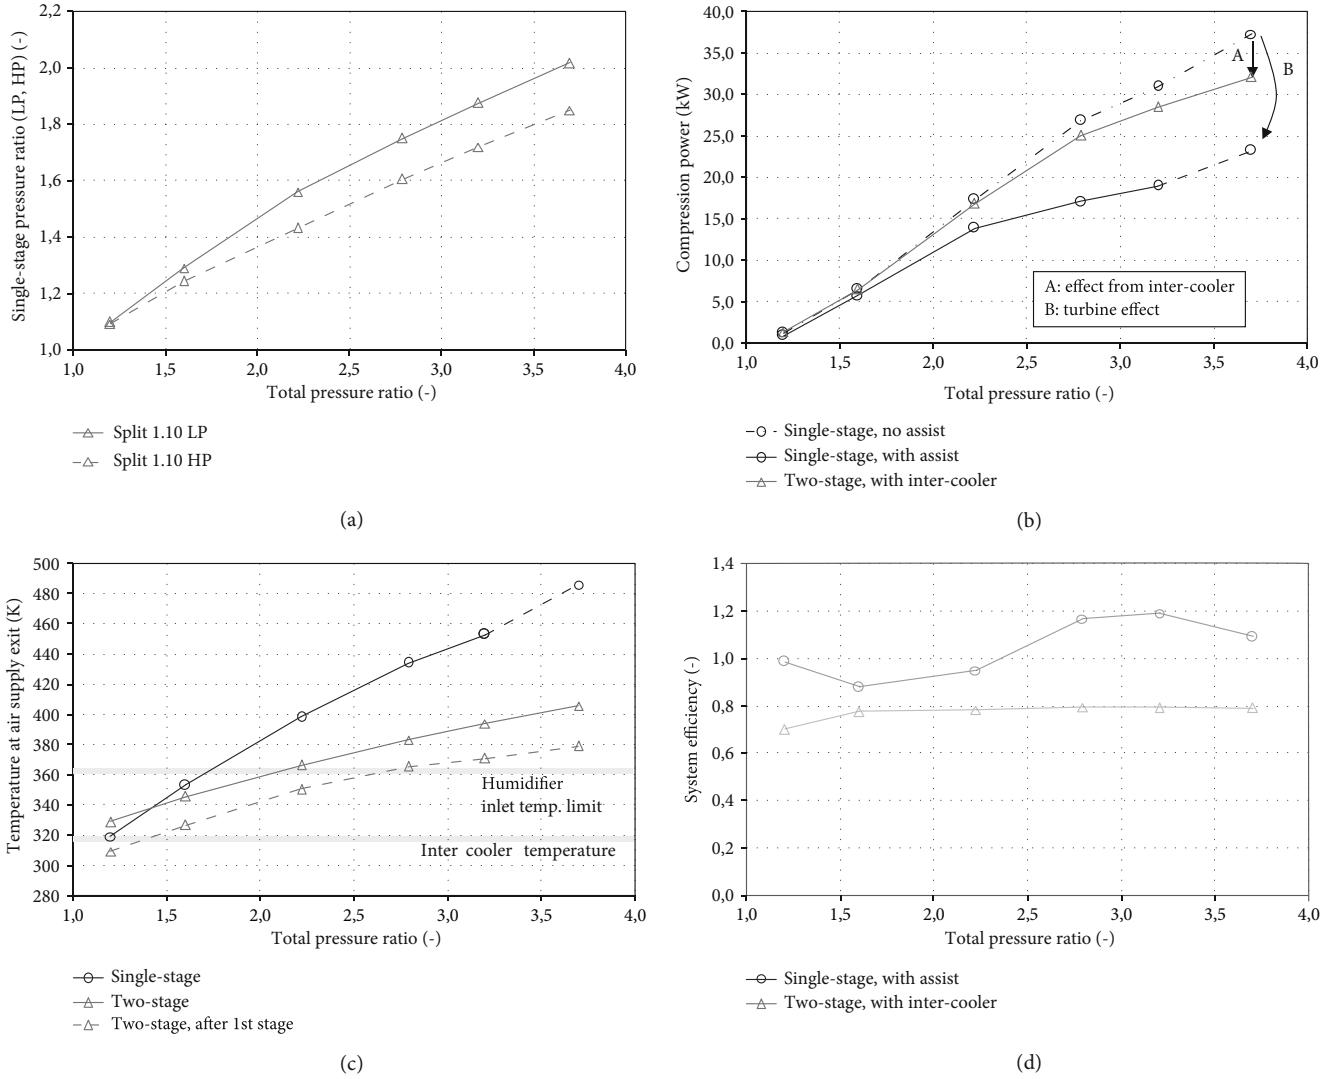 Single-stage pressure ratio (LP, HP) (-)
2,2
2,0
1,8
1,6
1,4
1,2
1,0
1,0 1,5 2,0 2,5 3,0 3,5 4,0
Total pressure ratio (-)
Split 1.10 LP
Split 1.10 HP
(a)
Compression power (kW)
40,0
35,0
30,0
25,0
20,0
15,0
10,0
5,0
0,0
A
B
A: effect from inter-cooler
B: turbine effect
1,0 1,5 2,0 2,5 3,0 3,5 4,0
Total pressure ratio (-)
Single-stage, no assist
Single-stage, with assist
Two-stage, with inter-cooler
(b)
Temperature at air supply exit (K)
500
480
460
440
420
400
380
360
340
320
300
280
Humidifier
inlet temp. limit
Inter cooler temperature
1,0 1,5 2,0 2,5 3,0 3,5 4,0
Total pressure ratio (-)
Single-stage
Two-stage
Two-stage, after 1st stage
(c)
System efficiency (-)
1,4
1,2
1,0
0,8
0,6
0,4
0,2
0,0
1,0 1,5 2,0 2,5 3,0 3,5 4,0
Total pressure ratio (-)
Single-stage, with assist
Two-stage, with inter-cooler
(d)